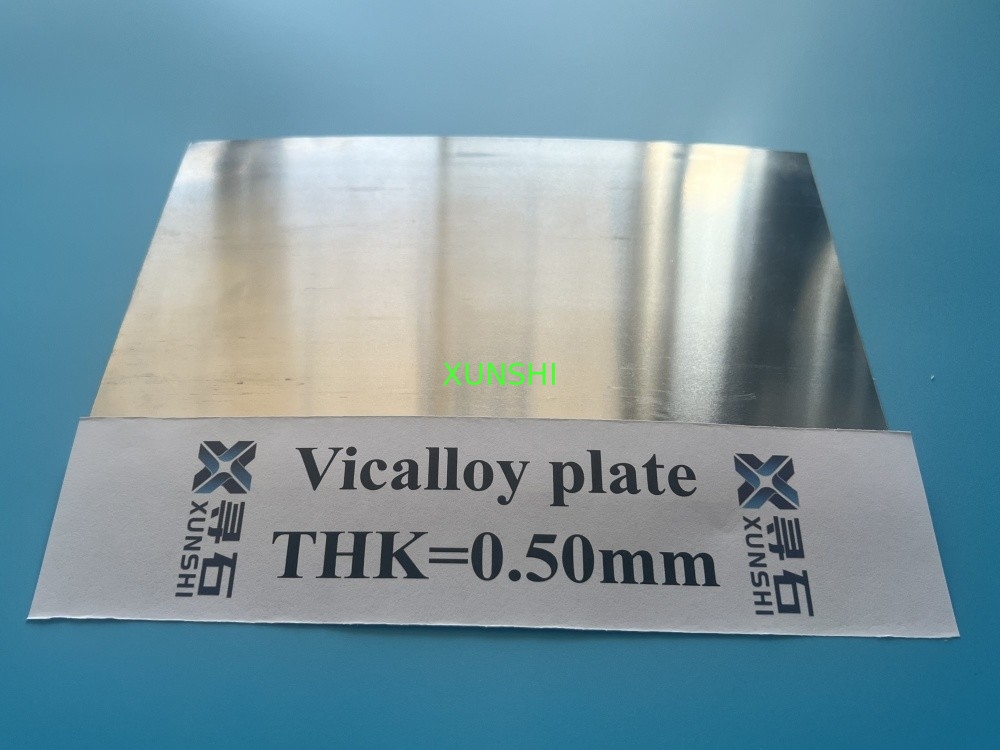 XUNSHI
Vicalloy plate
THK=0.50mm
寻石
XUNSHI
寻石
XUNSHI